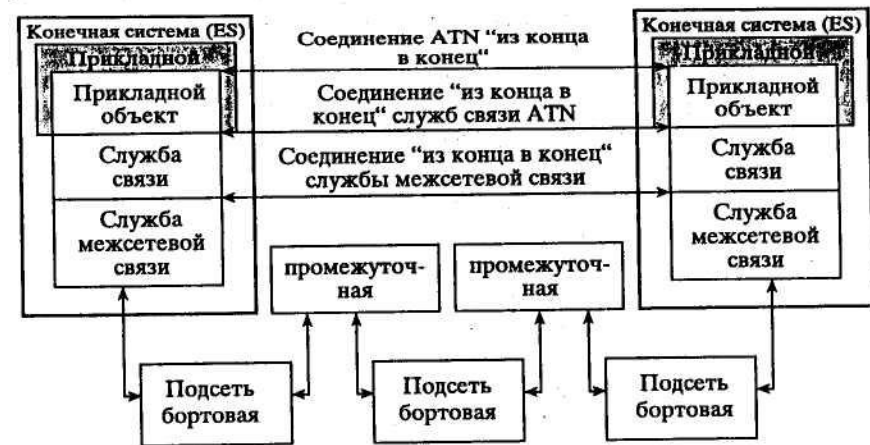 Конечная система (ES)
Прикладной
Прикладной
объект
Служба
связи
Служба
межсетевой
связи
Соединение ATN “из конца
в конец“
Соединение “из конца в
конец“ служб связи ATN
Соединение “из конца в конец“
службы межсетевой связи
Конечная система (ES)
Прикладной
Прикладной
объект
Служба
связи
Служба
межсетевой
связи
промежуточ-
ная
промежуточ-
ная
Подсеть
бортовая
Подсеть
бортовая
Подсеть
бортовая